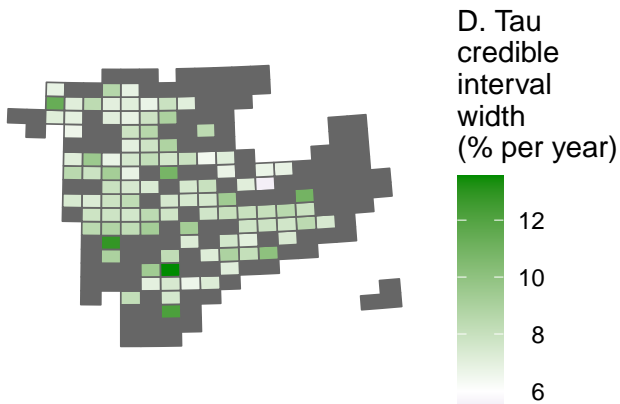 D. Tau
credible
interval
width
(% per year)
12
10
8
6